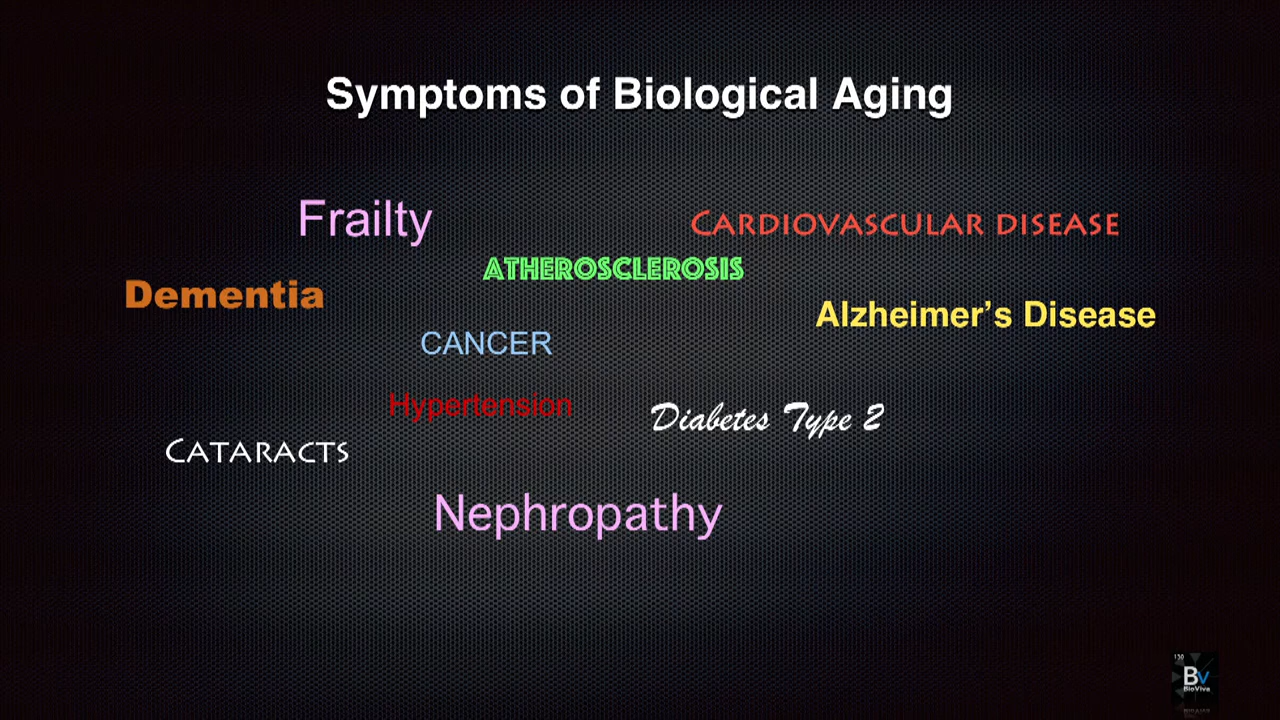 Symptoms of Biological Aging
Frailty
CARDIOVASCULAR DISEASE
ATHEROSCLEROSIS
Dementia
Alzheimer’s Disease
CANCER
Hypertension
Diabetes Type 2
CATARACTS
Nephropathy
130
Bv
BioViva